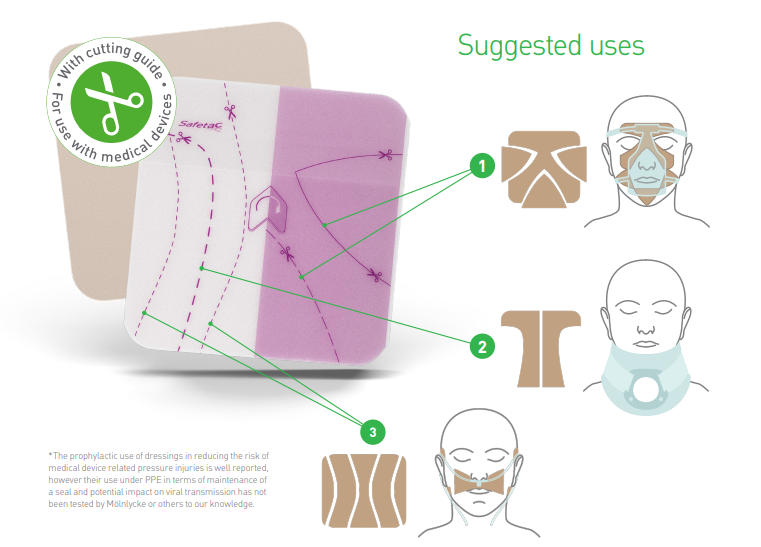 Suggested uses
• With cutting guide •
For use with medical devices
Safetac
1
2
3
*The prophylactic use of dressings in reducing the risk of
medical device related pressure injuries is well reported,
however their use under PPE in terms of maintenance of
a seal and potential impact on viral transmission has not
been tested by Mölnlycke or others to our knowledge.